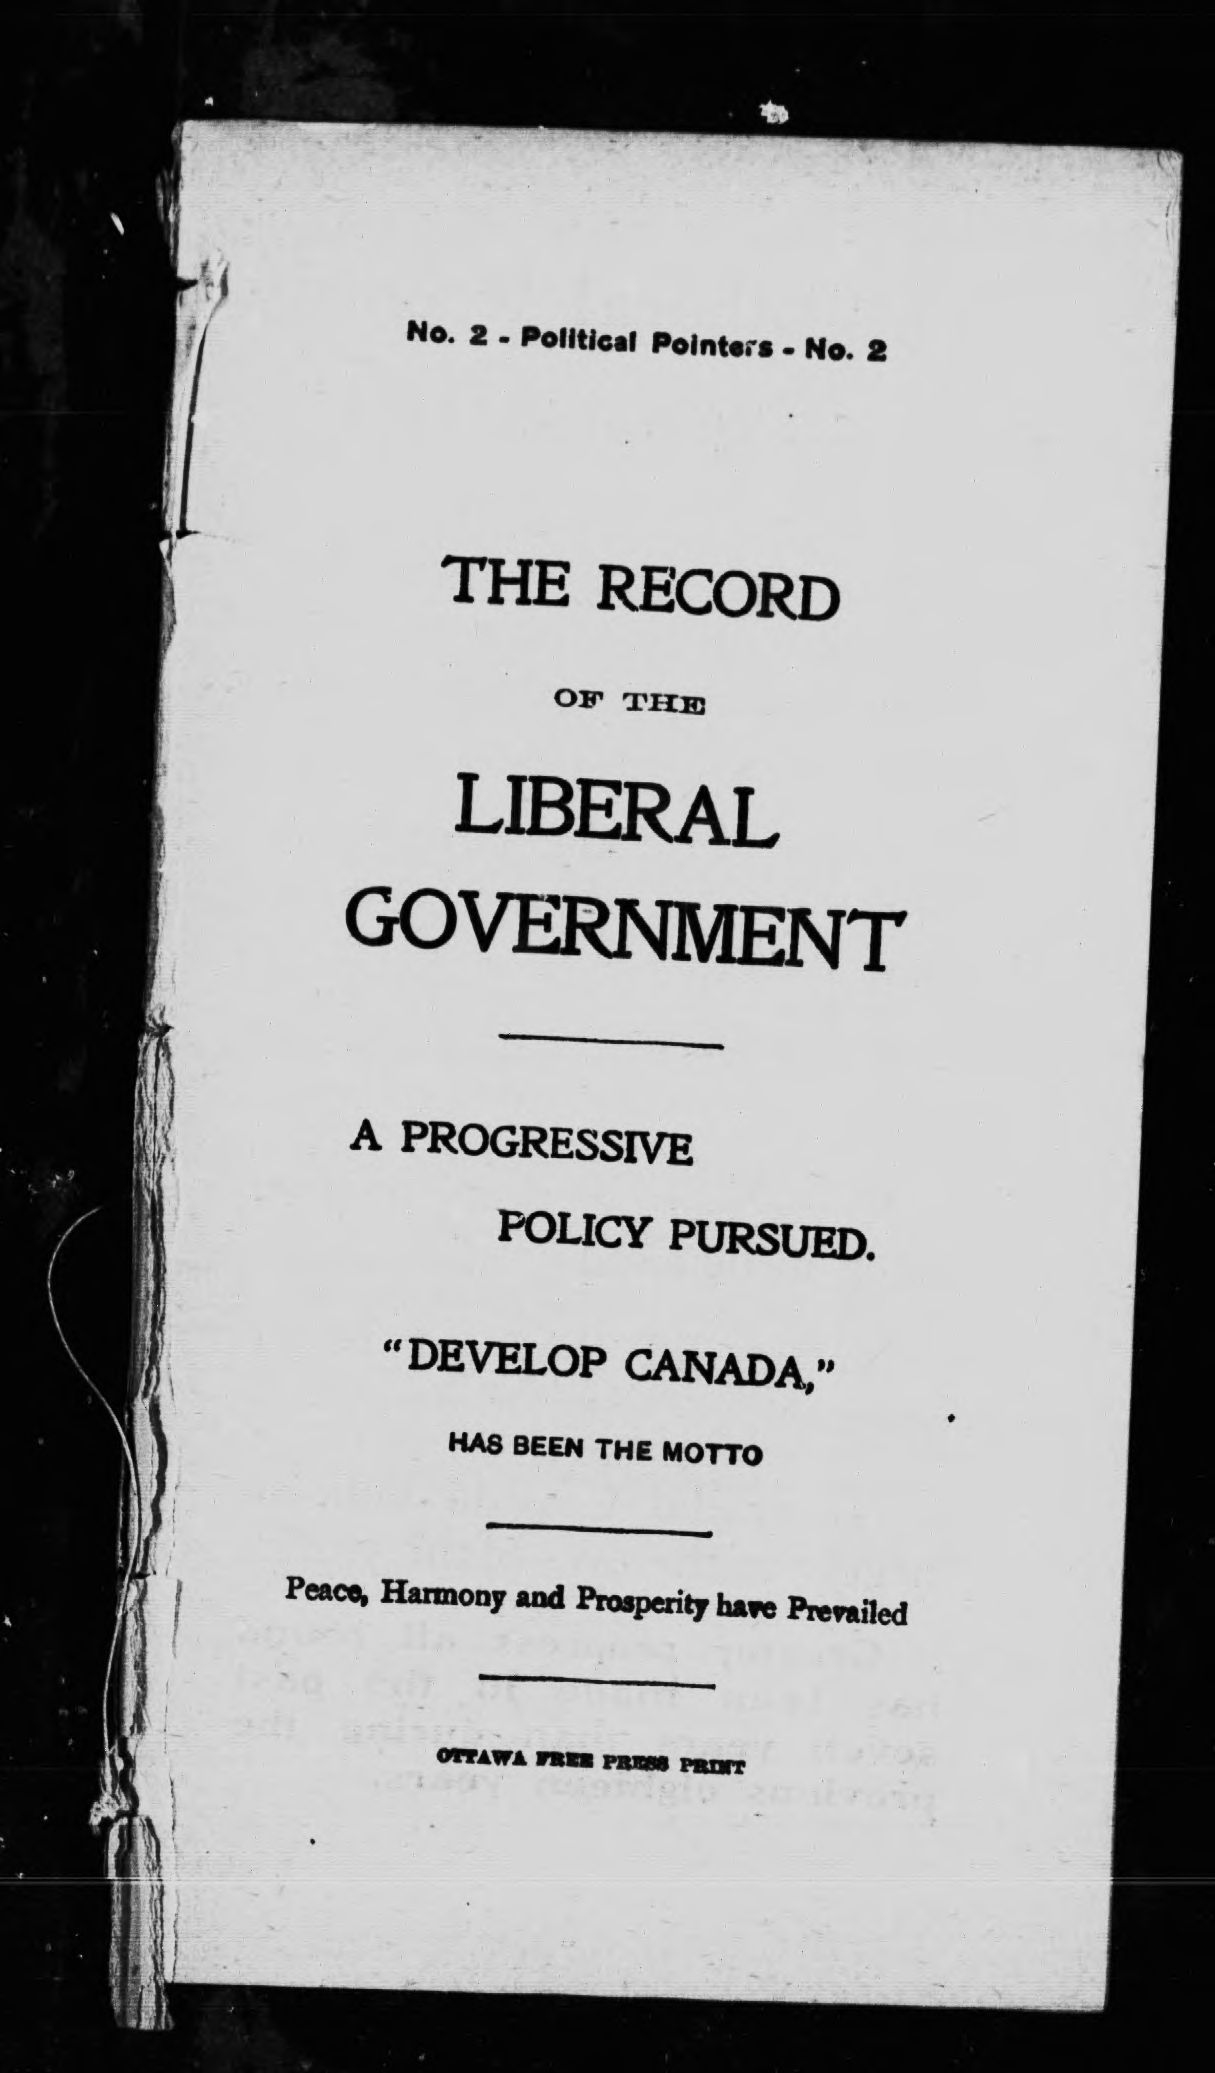 No. 2 - Political Pointers - No. 2
THE RECORD
OF THE
LIBERAL
GOVERNMENT
A PROGRESSIVE
POLICY PURSUED.
"DEVELOP CANADA,"
HAS BEEN THE MOTTO
Peace, Harmony and Prosperity have Prevailed
OTTAWA FREE PRESS PRINT